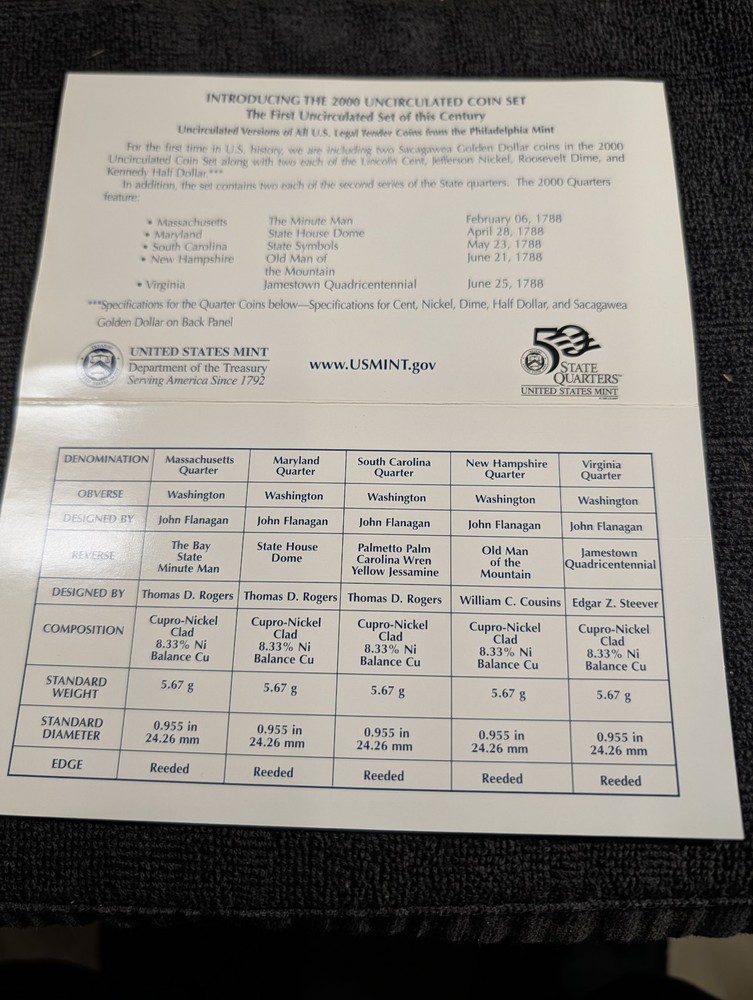 INTRODUCING THE 2000 UNCIRCULATED COIN SET
The First Uncirculated Set of this Century
Uncirculated Versions of All U.S. Legal Tender Coins from the Philadelphia Mint
For the first time in U.S. history, we are including two Sacagawea Golden Dollar coins in the 2000
Uncirculated Coin Set along with two each of the Lincoln Cent, Jefferson Nickel, Roosevelt Dime, and
Kennedy Half Dollar.***
In addition, the set contains two each of the second series of the State quarters. The 2000 Quarters
feature:
• Massachusetts The Minute Man February 06, 1788
• Maryland State House Dome April 28, 1788
• South Carolina State Symbols May 23, 1788
• New Hampshire Old Man of June 21, 1788
the Mountain
• Virginia Jamestown Quadricentennial June 25, 1788
***Specifications for the Quarter Coins below—Specifications for Cent, Nickel, Dime, Half Dollar, and Sacagawea
Golden Dollar on Back Panel
UNITED STATES MINT
Department of the Treasury
Serving America Since 1792
www.USMINT.gov
50
STATE
QUARTERS™
UNITED STATES MINT
DENOMINATION Massachusetts Quarter Maryland Quarter South Carolina Quarter New Hampshire Quarter Virginia Quarter
OBVERSE Washington Washington Washington Washington Washington
DESIGNED BY John Flanagan John Flanagan John Flanagan John Flanagan John Flanagan
REVERSE The Bay State Minute Man State House Dome Palmetto Palm Carolina Wren Yellow Jessamine Old Man of the Mountain Jamestown Quadricentennial
DESIGNED BY Thomas D. Rogers Thomas D. Rogers Thomas D. Rogers William C. Cousins Edgar Z. Steever
COMPOSITION Cupro-Nickel Clad 8.33% Ni Balance Cu Cupro-Nickel Clad 8.33% Ni Balance Cu Cupro-Nickel Clad 8.33% Ni Balance Cu Cupro-Nickel Clad 8.33% Ni Balance Cu Cupro-Nickel Clad 8.33% Ni Balance Cu
STANDARD WEIGHT 5.67 g 5.67 g 5.67 g 5.67 g 5.67 g
STANDARD DIAMETER 0.955 in 24.26 mm 0.955 in 24.26 mm 0.955 in 24.26 mm 0.955 in 24.26 mm 0.955 in 24.26 mm
EDGE Reeded Reeded Reeded Reeded Reeded